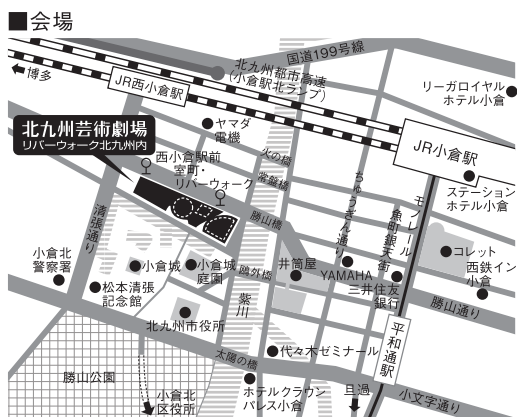 ■会場
国道199号線
北九州都市高速
(小倉駅北ランプ)
博多
JR西小倉駅
リーガロイヤル
ホテル小倉
ヤマダ
電機
北九州芸術劇場
リバーウォーク北九州内
JR小倉駅
西小倉駅前
室町・
リバーウォーク
火の橋
常盤橋
ステーション
ホテル小倉
ちゅうぎん通り
モノレール
魚町銀天街
清張通り
勝山橋
小倉北
警察署
小倉城
小倉城
庭園
鴎外橋
井筒屋
YAMAHA
コレット
西鉄イン
小倉
三井住友
銀行
松本清張
記念館
紫川
勝山通り
北九州市役所
平和通駅
太陽の橋
代々木ゼミナール
勝山公園
小倉北
区役所
ホテルクラウン
パレス小倉
旦過
小文字通り